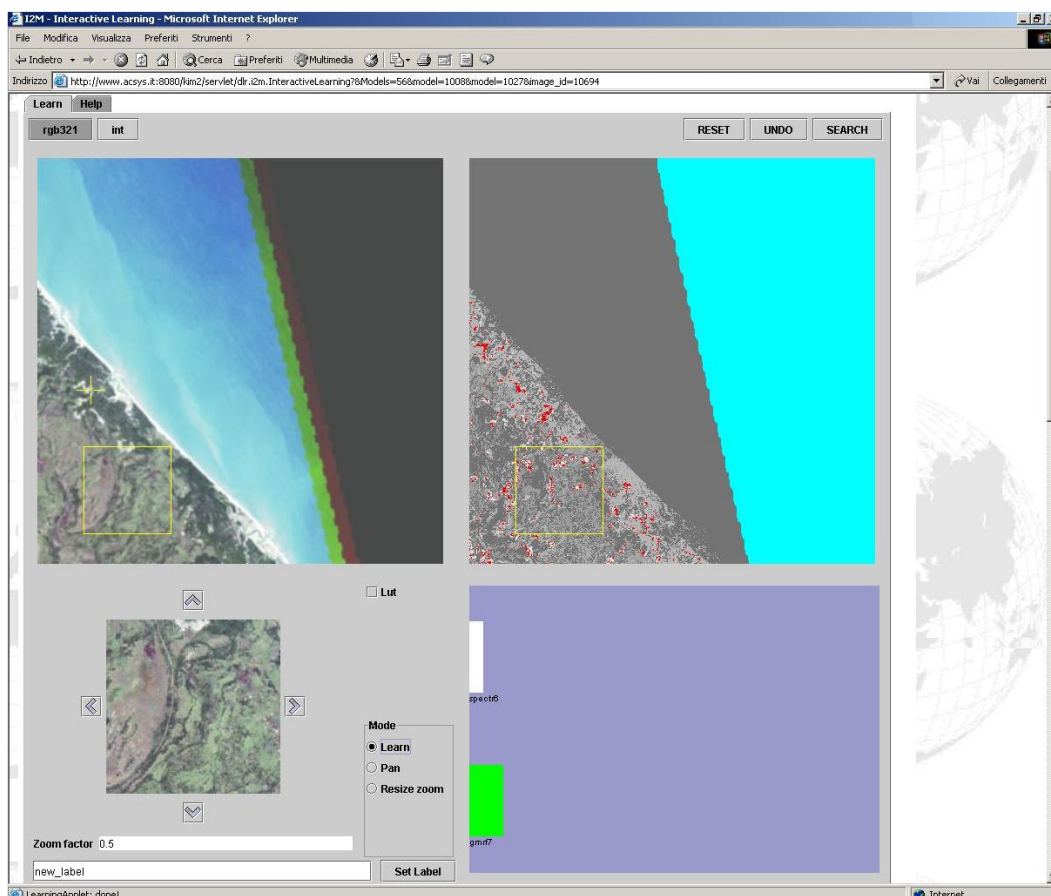 I2M - Interactive Learning - Microsoft Internet Explorer
File Modifica Visualizza Preferiti Strumenti ?
Indietro Cerca Preferiti Multimedia
Indirizzo http://www.acsys.it:8080/kim2/servlet/dlr.i2m.InteractiveLearning?&Models=56&model=1008&model=1027&image_id=10694 Vai Collegamenti
Learn Help
rgb321 int RESET UNDO SEARCH
Lut
spectr6
Mode
Learn
Pan
Resize zoom
Zoom factor 0.5
gmrf7
new_label Set Label
LearningApplet: done! Internet